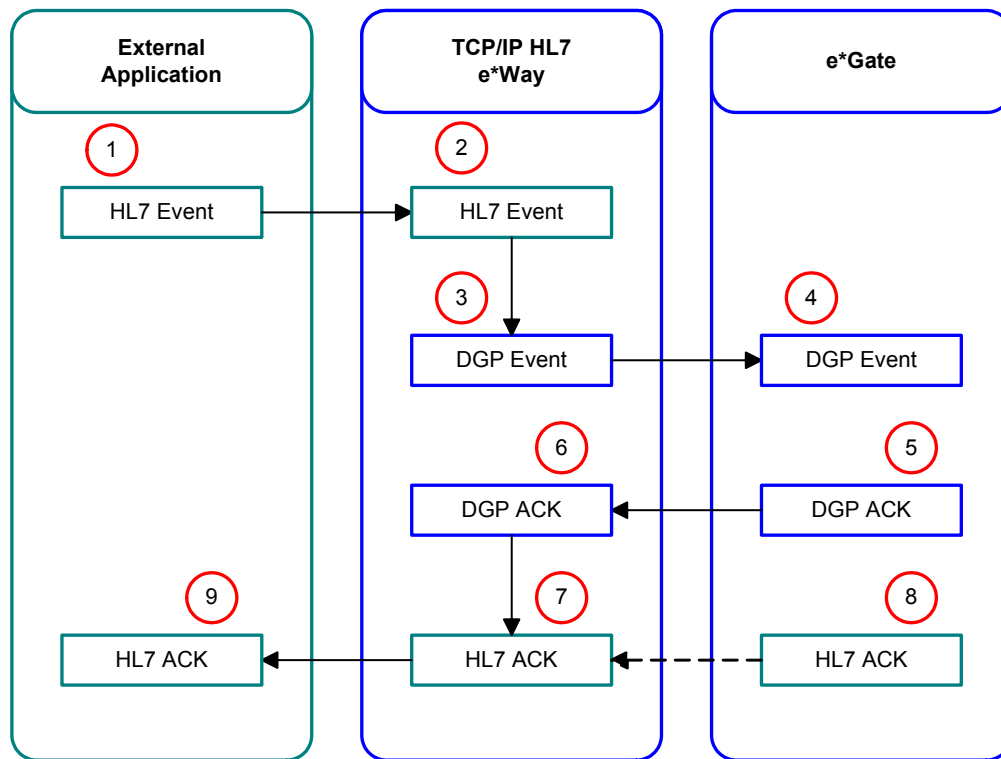 External
Application
TCP/IP HL7
e*Way
e*Gate
1
2
HL7 Event
HL7 Event
3
4
DGP Event
DGP Event
6
5
DGP ACK
DGP ACK
9
7
8
HL7 ACK
HL7 ACK
HL7 ACK